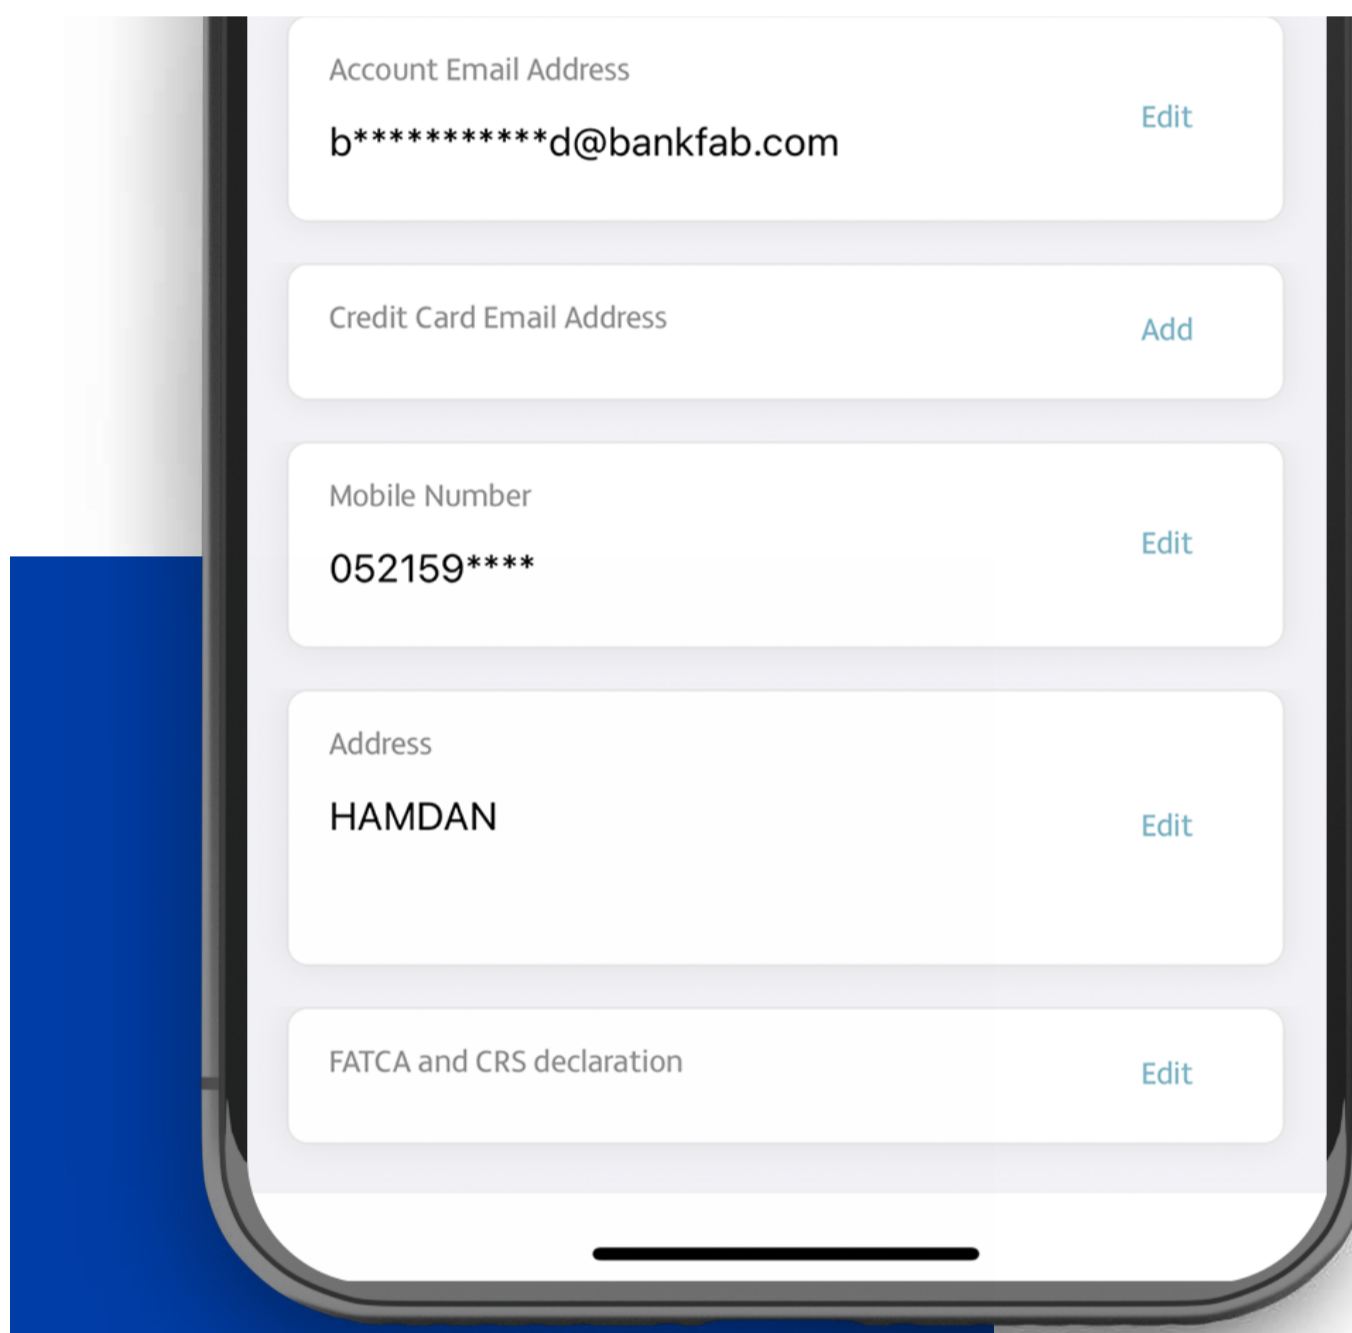 Account Email Address
Edit
b***********d@bankfab.com
Credit Card Email Address
Add
Mobile Number
Edit
052159****
Address
HAMDAN
Edit
FATCA and CRS declaration
Edit